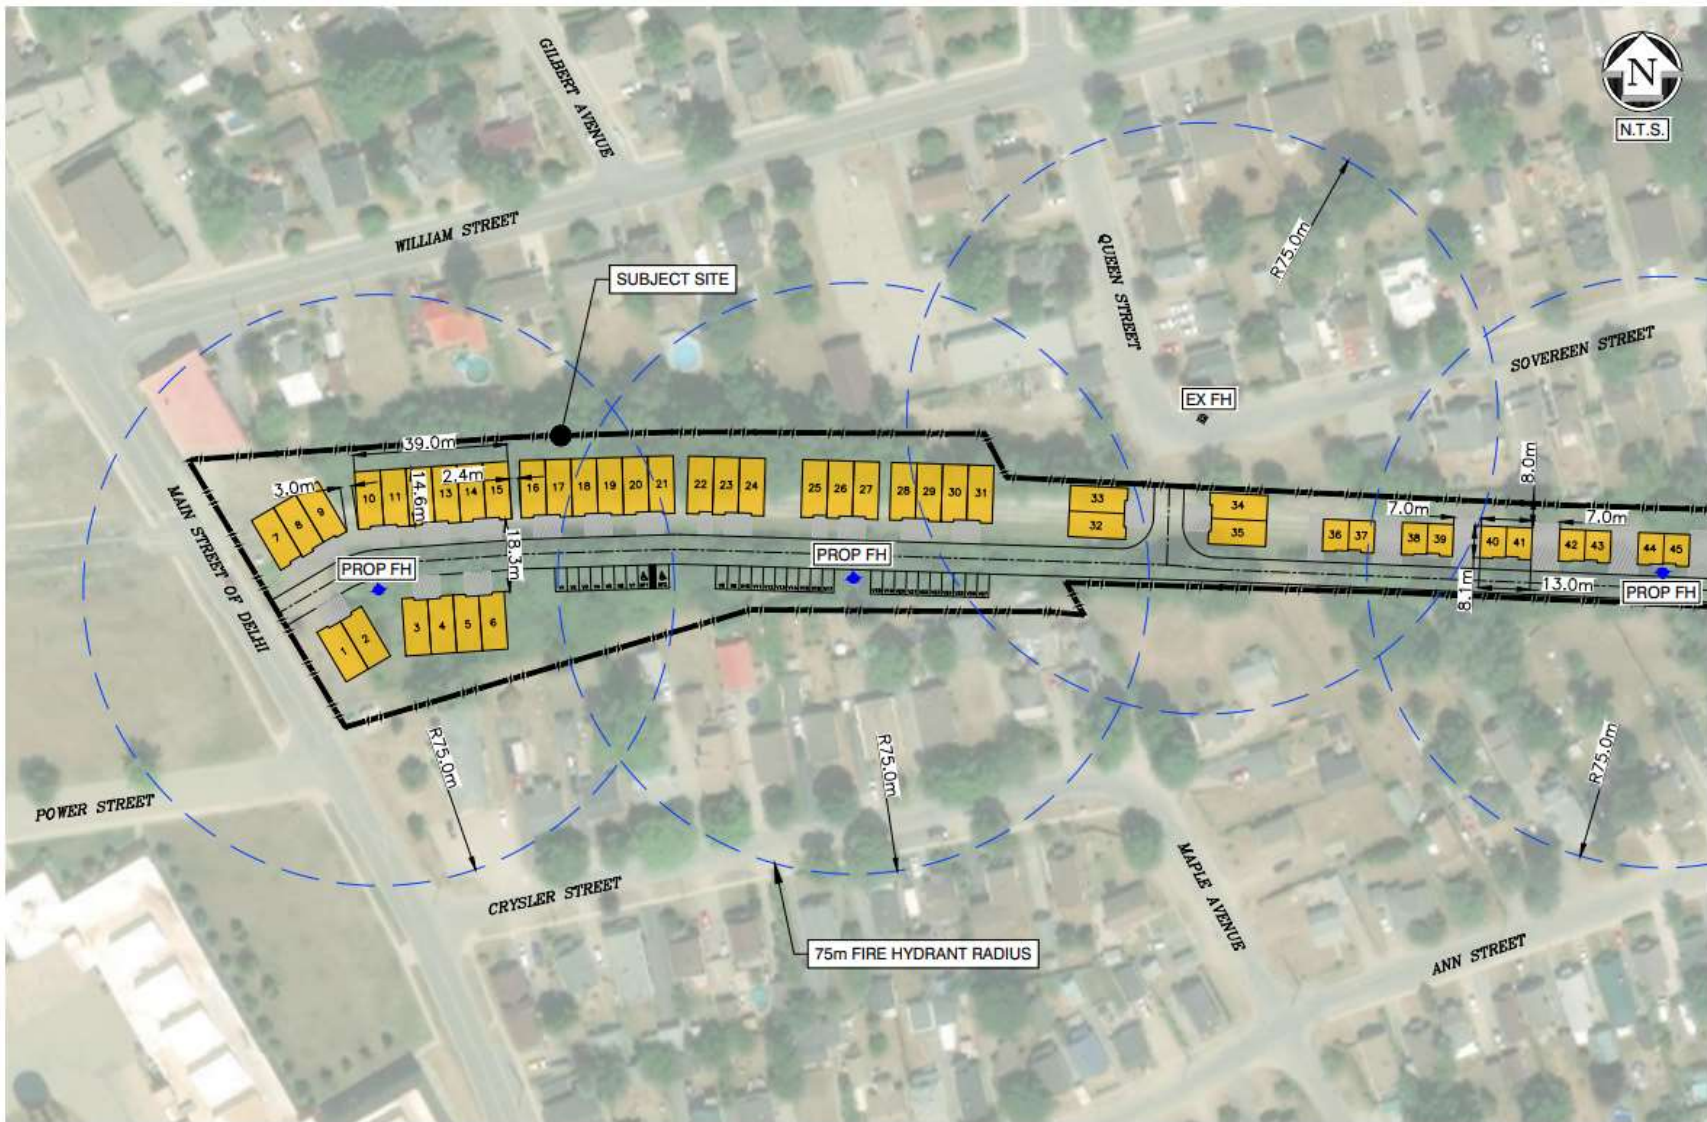 N
N.T.S.
GILBERT AVENUE
WILLIAM STREET
QUEEN STREET
R75.0m
SUBJECT SITE
SOVEREEN STREET
EX FH
39.0m
3.0m
2.4m
14.6m
18.3m
8.0m
7.0m
7.0m
8.1m
13.0m
7
8
9
10
11
13
14
15
16
17
18
19
20
21
22
23
24
25
26
27
28
29
30
31
33
32
34
35
36
37
38
39
40
41
42
43
44
45
PROP FH
PROP FH
PROP FH
1
2
3
4
5
6
MAIN STREET OF DELHI
POWER STREET
R75.0m
R75.0m
R75.0m
CRYSLER STREET
MAPLE AVENUE
ANN STREET
75m FIRE HYDRANT RADIUS